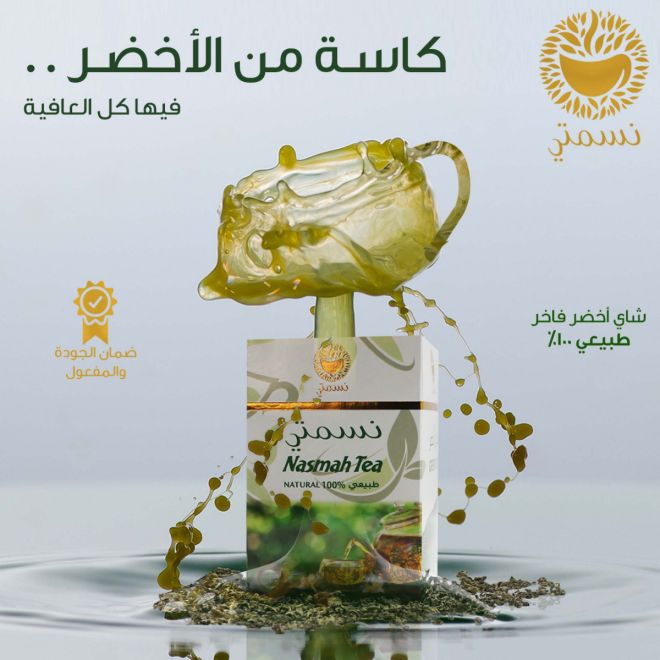 كاسة من الأخضر ..
فيها كل العافية
نسمتي
شاي أخضر فاخر
طبيعي ١٠٠٪
ضمان الجودة
والمفعول
نسمتي
نسمتي
Nasmah Tea
NATURAL 100% طبيعي